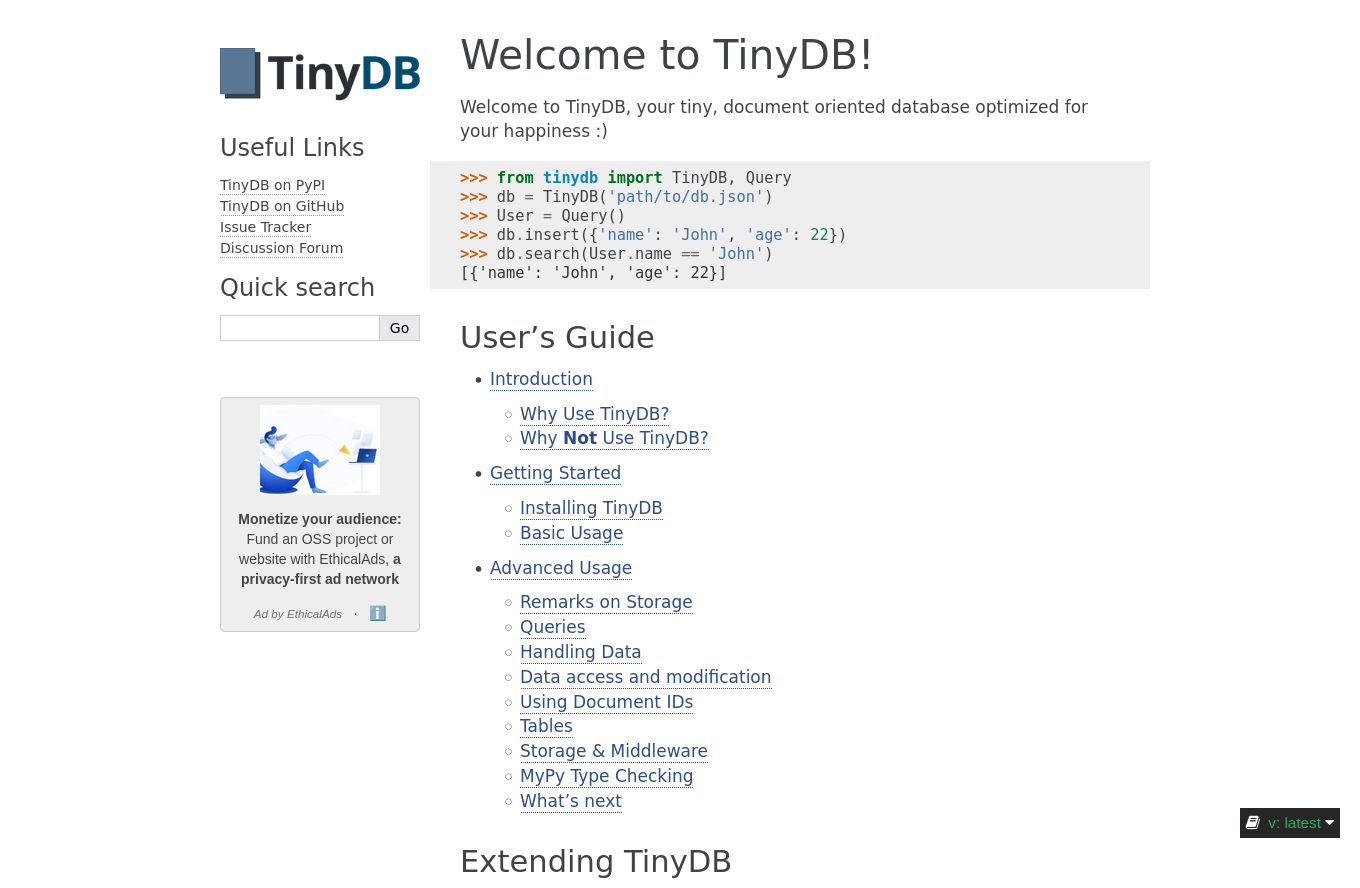 TinyDB
Useful Links
TinyDB on PyPI
TinyDB on GitHub
Issue Tracker
Discussion Forum
Quick search
Go
Monetize your audience:
Fund an OSS project or
website with EthicalAds, a
privacy-first ad network
Ad by EthicalAds · ℹ️
Welcome to TinyDB!
Welcome to TinyDB, your tiny, document oriented database optimized for
your happiness :)
>>> from tinydb import TinyDB, Query
>>> db = TinyDB('path/to/db.json')
>>> User = Query()
>>> db.insert({'name': 'John', 'age': 22})
>>> db.search(User.name == 'John')
[{'name': 'John', 'age': 22}]
User’s Guide
• Introduction
○ Why Use TinyDB?
○ Why Not Use TinyDB?
• Getting Started
○ Installing TinyDB
○ Basic Usage
• Advanced Usage
○ Remarks on Storage
○ Queries
○ Handling Data
○ Data access and modification
○ Using Document IDs
○ Tables
○ Storage & Middleware
○ MyPy Type Checking
○ What’s next
Extending TinyDB
v: latest